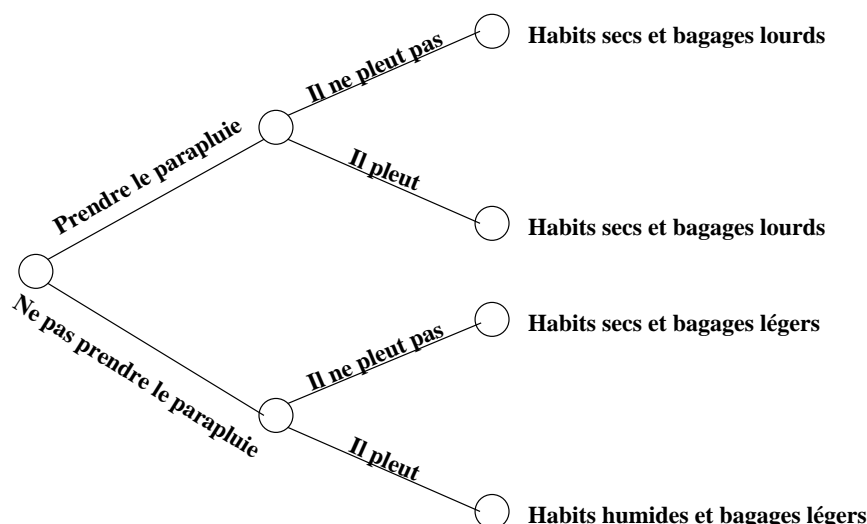 Il ne pleut pas
Habits secs et bagages lourds
Prendre le parapluie
Il pleut
Habits secs et bagages lourds
Ne pas prendre le parapluie
Il ne pleut pas
Habits secs et bagages légers
Il pleut
Habits humides et bagages légers